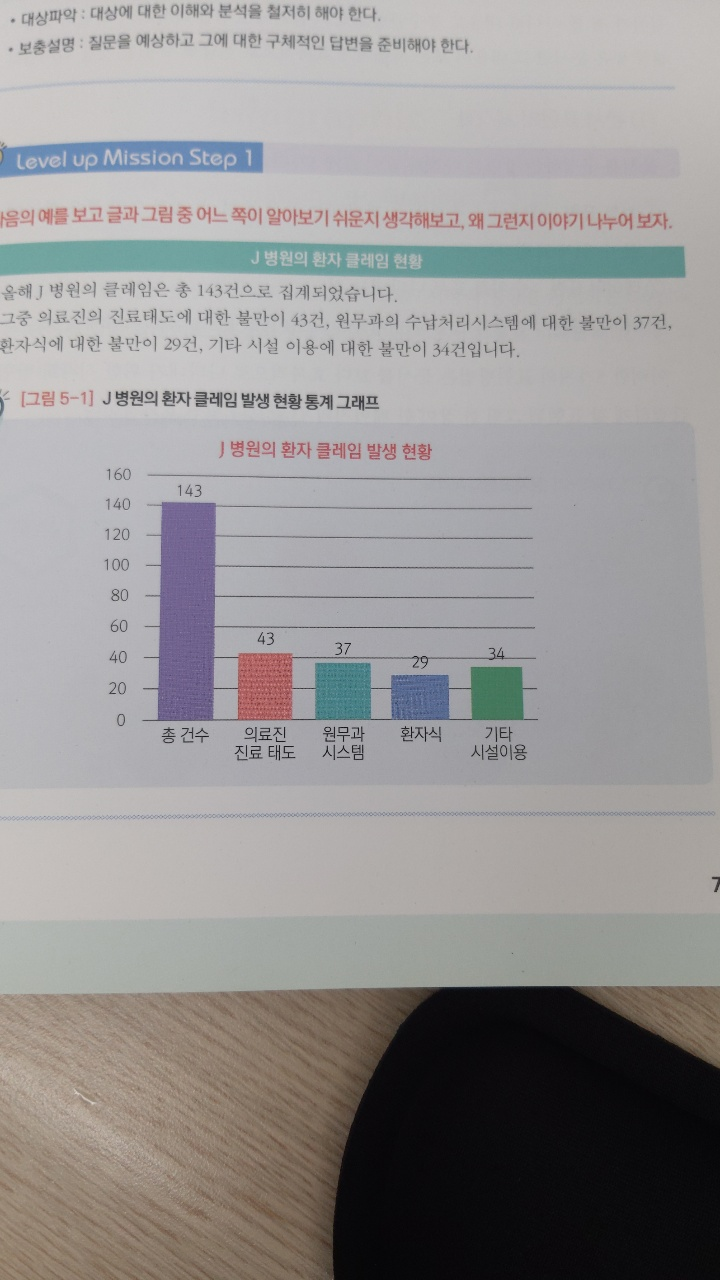 • 대상파악 : 대상에 대한 이해와 분석을 철저히 해야 한다.
• 보충설명 : 질문을 예상하고 그에 대한 구체적인 답변을 준비해야 한다.
Level up Mission Step 1
다음의 예를 보고 글과 그림 중 어느 쪽이 알아보기 쉬운지 생각해보고, 왜 그런지 이야기 나누어 보자.
J 병원의 환자 클레임 현황
올해 J 병원의 클레임은 총 143건으로 집계되었습니다.
그중 의료진의 진료태도에 대한 불만이 43건, 원무과의 수납처리시스템에 대한 불만이 37건,
환자식에 대한 불만이 29건, 기타 시설 이용에 대한 불만이 34건입니다.
[그림 5-1] J 병원의 환자 클레임 발생 현황 통계 그래프
J 병원의 환자 클레임 발생 현황
160
140
120
100
80
60
40
20
0
143
43
37
29
34
총 건수
의료진
진료 태도
원무과
시스템
환자식
기타
시설이용